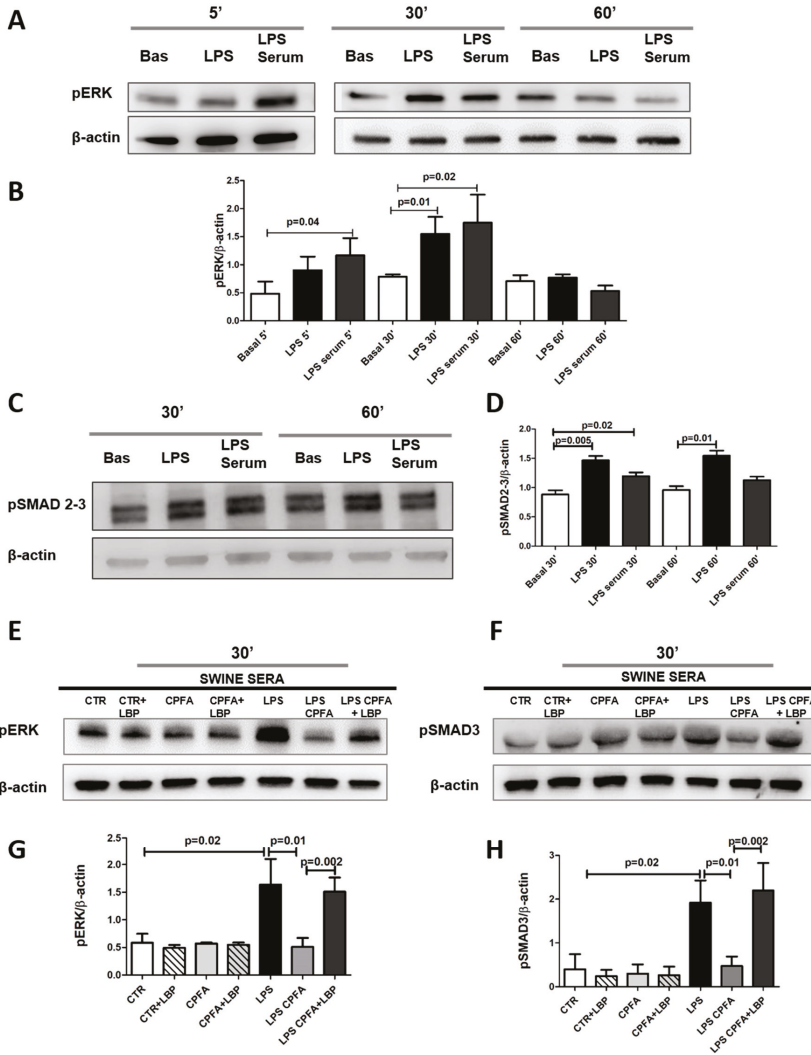 A
5’ 30’ 60’
Bas LPS LPS Serum Bas LPS LPS Serum Bas LPS LPS Serum
pERK
β-actin
B
pERK/β-actin
2.5
2.0
1.5
1.0
0.5
0.0
p=0.04
p=0.01
p=0.02
Basal 5'
LPS 5'
LPS serum 5'
Basal 30'
LPS 30'
LPS serum 30'
Basal 60'
LPS 60'
LPS serum 60'
C
30’ 60’
Bas LPS LPS Serum Bas LPS LPS Serum
pSMAD 2-3
β-actin
D
pSMAD2-3/β-actin
2.0
1.5
1.0
0.5
0.0
p=0.02
p=0.005
p=0.01
Basal 30'
LPS 30'
LPS serum 30'
Basal 60'
LPS 60'
LPS serum 60'
E
30’
SWINE SERA
CTR CTR+ LBP CPFA CPFA+ LBP LPS LPS CPFA LPS CPFA + LBP
pERK
β-actin
F
30’
SWINE SERA
CTR CTR+ LBP CPFA CPFA+ LBP LPS LPS CPFA LPS CPFA + LBP
pSMAD3
β-actin
G
pERK/β-actin
2.5
2.0
1.5
1.0
0.5
0.0
p=0.02
p=0.01
p=0.002
CTR
CTR+LBP
CPFA
CPFA+LBP
LPS
LPS CPFA
LPS CPFA+LBP
H
pSMAD3/β-actin
3
2
1
0
p=0.02
p=0.01
p=0.002
CTR
CTR+LBP
CPFA
CPFA+LBP
LPS
LPS CPFA
LPS CPFA+LBP